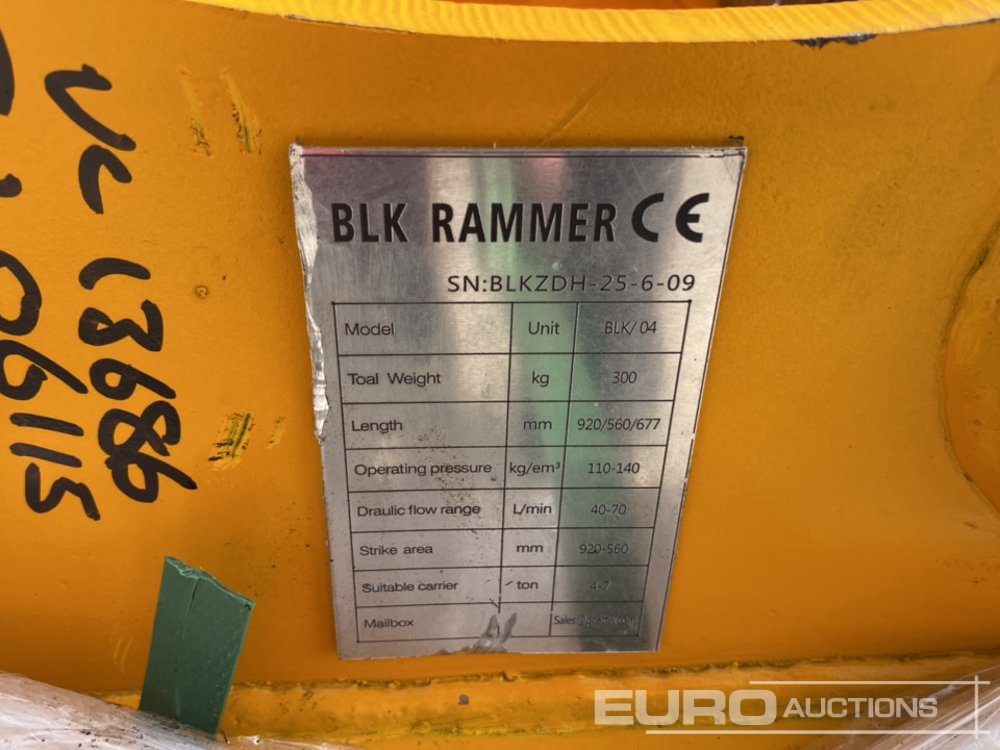 BLK RAMMER CE
SN:BLKZDH-25-6-09
Model Unit BLK/04
Toal Weight kg 300
Length mm 920/560/677
Operating pressure kg/em³ 110-140
Draulic flow range L/min 40-70
Strike area mm 920-560
Suitable carrier ton 4-7
Mailbox
VC 13686
06115
EURO AUCTIONS